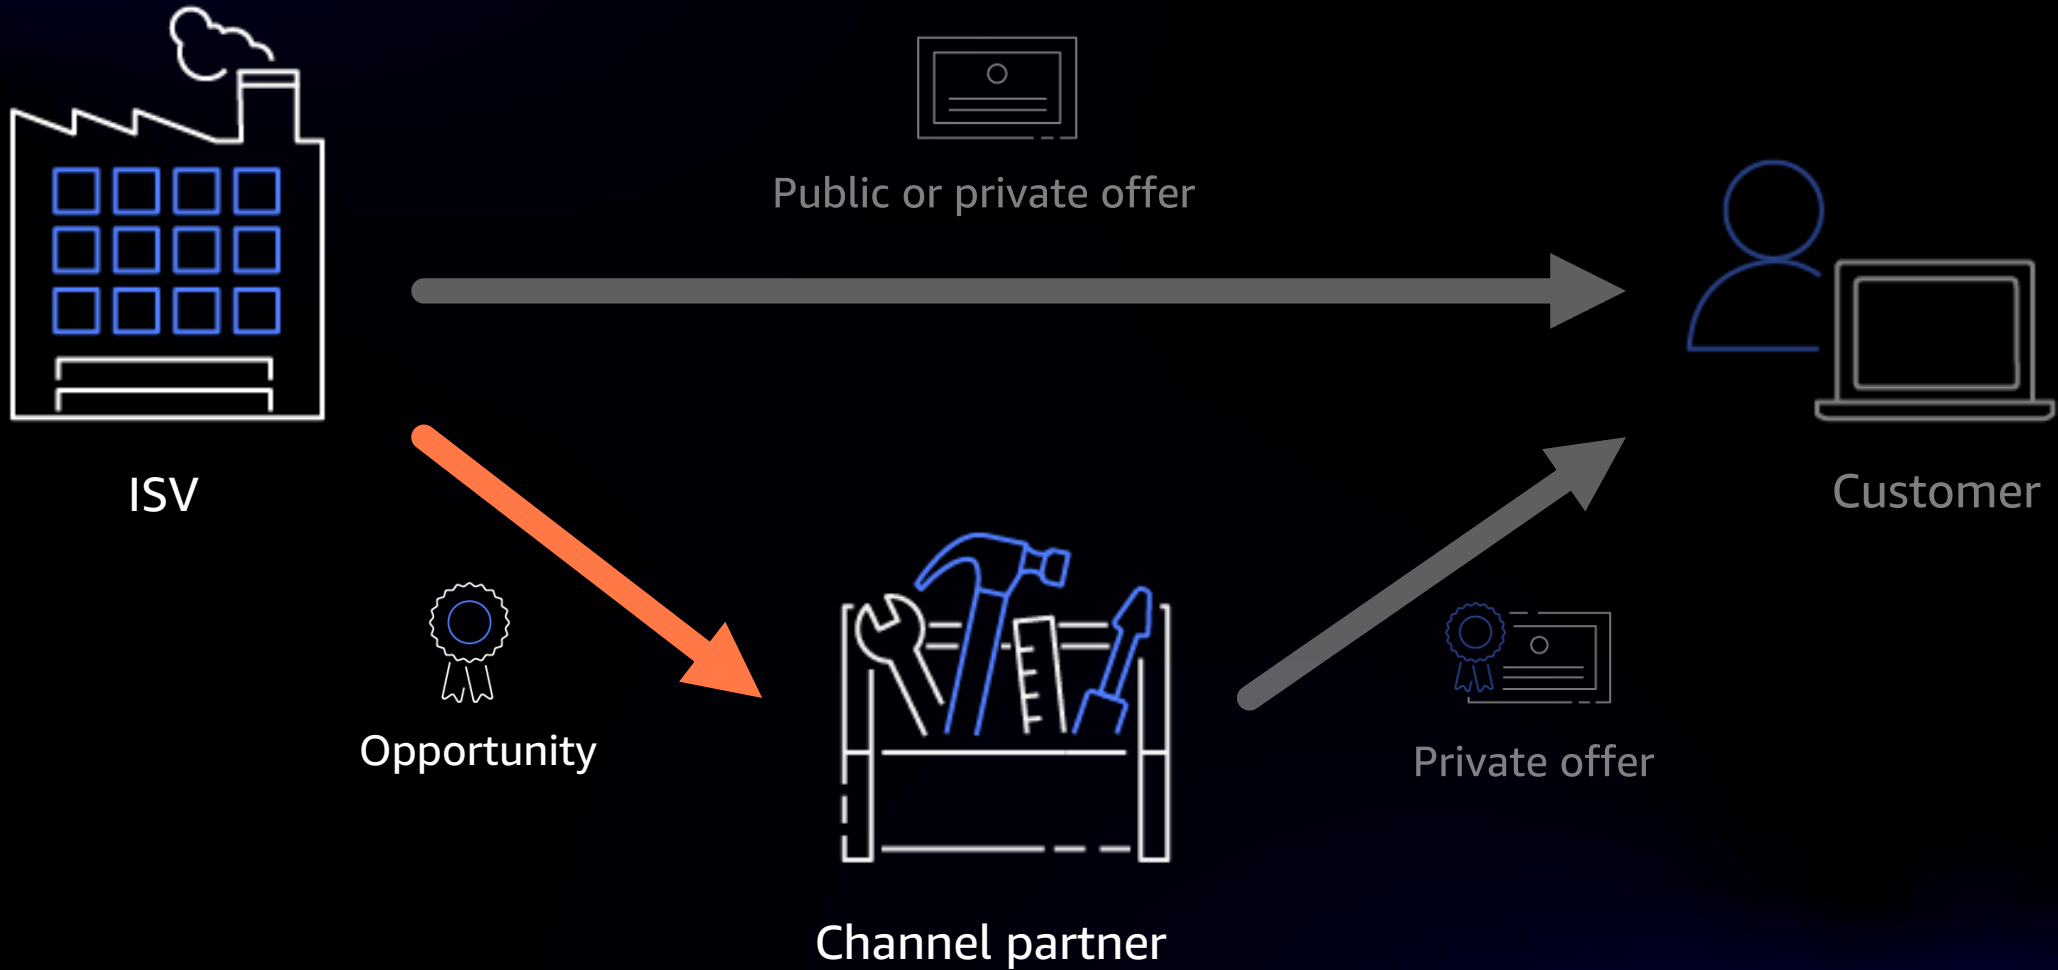 Public or private offer
ISV
Customer
Opportunity
Private offer
Channel partner